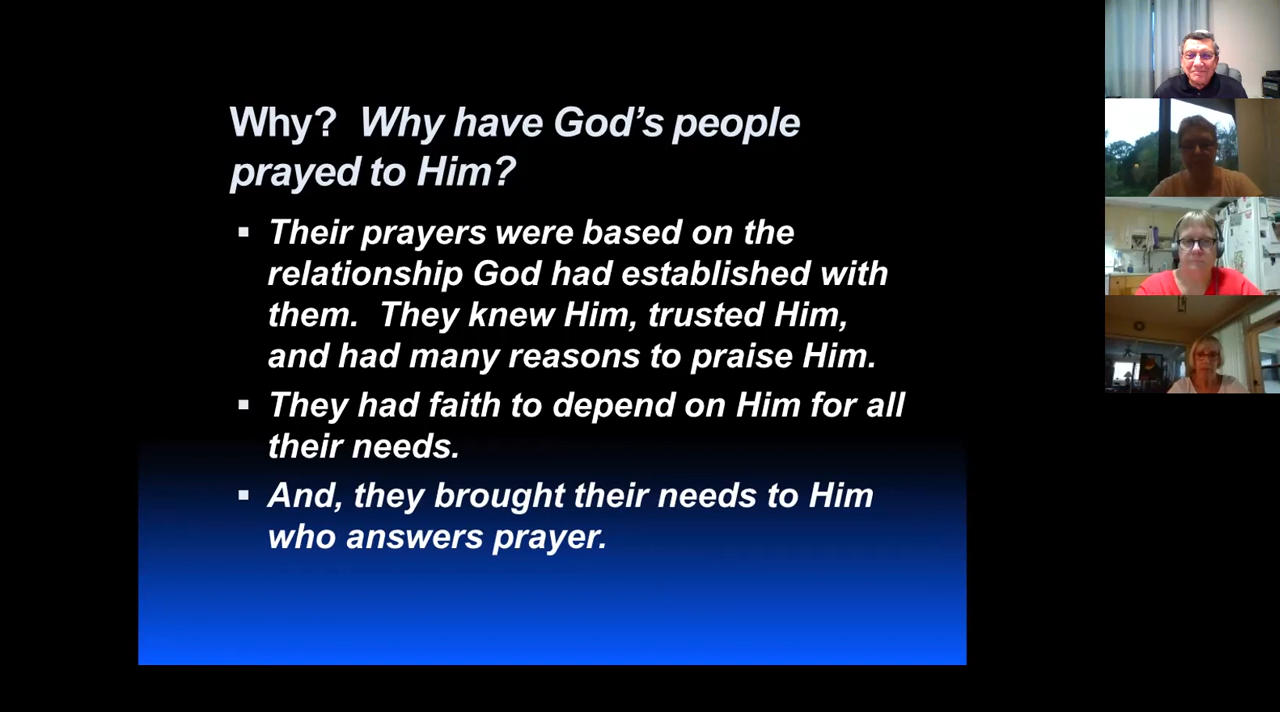 Why?  Why have God’s people
prayed to Him?
▪ Their prayers were based on the
relationship God had established with
them.  They knew Him, trusted Him,
and had many reasons to praise Him.
▪ They had faith to depend on Him for all
their needs.
▪ And, they brought their needs to Him
who answers prayer.